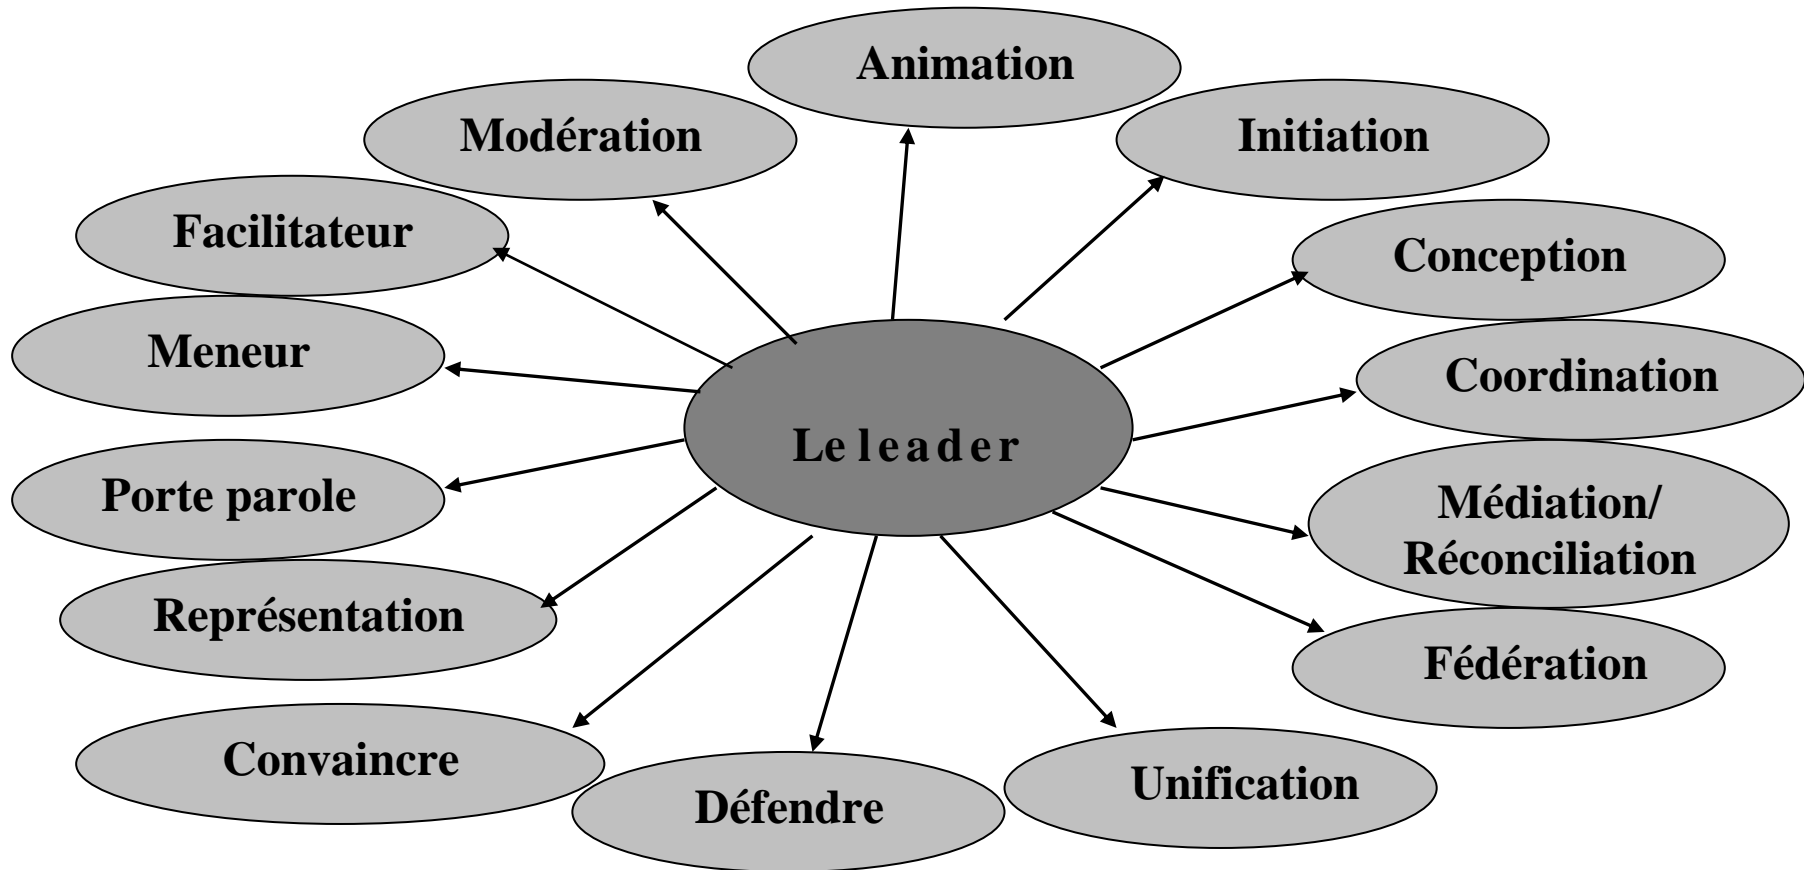 Animation
Modération
Initiation
Facilitateur
Conception
Meneur
Coordination
Le leader
Porte parole
Médiation/
Réconciliation
Représentation
Fédération
Convaincre
Défendre
Unification